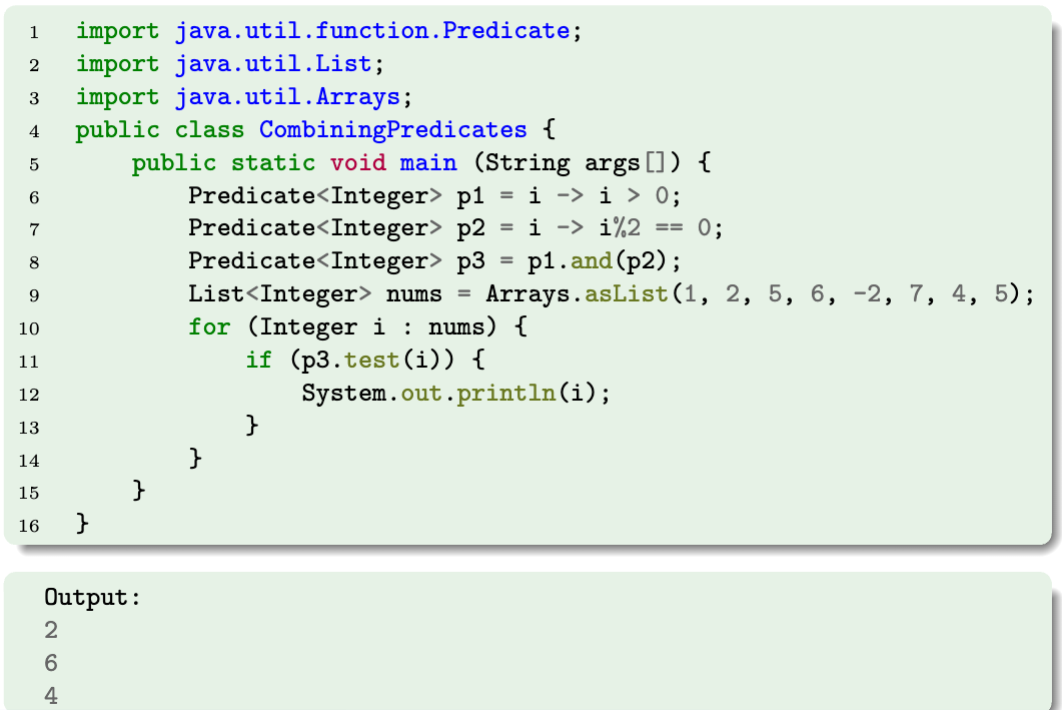 1 import java.util.function.Predicate;
2 import java.util.List;
3 import java.util.Arrays;
4 public class CombiningPredicates {
5     public static void main (String args[]) {
6         Predicate<Integer> p1 = i -> i > 0;
7         Predicate<Integer> p2 = i -> i%2 == 0;
8         Predicate<Integer> p3 = p1.and(p2);
9         List<Integer> nums = Arrays.asList(1, 2, 5, 6, -2, 7, 4, 5);
10         for (Integer i : nums) {
11             if (p3.test(i)) {
12                 System.out.println(i);
13             }
14         }
15     }
16 }
Output:
2
6
4